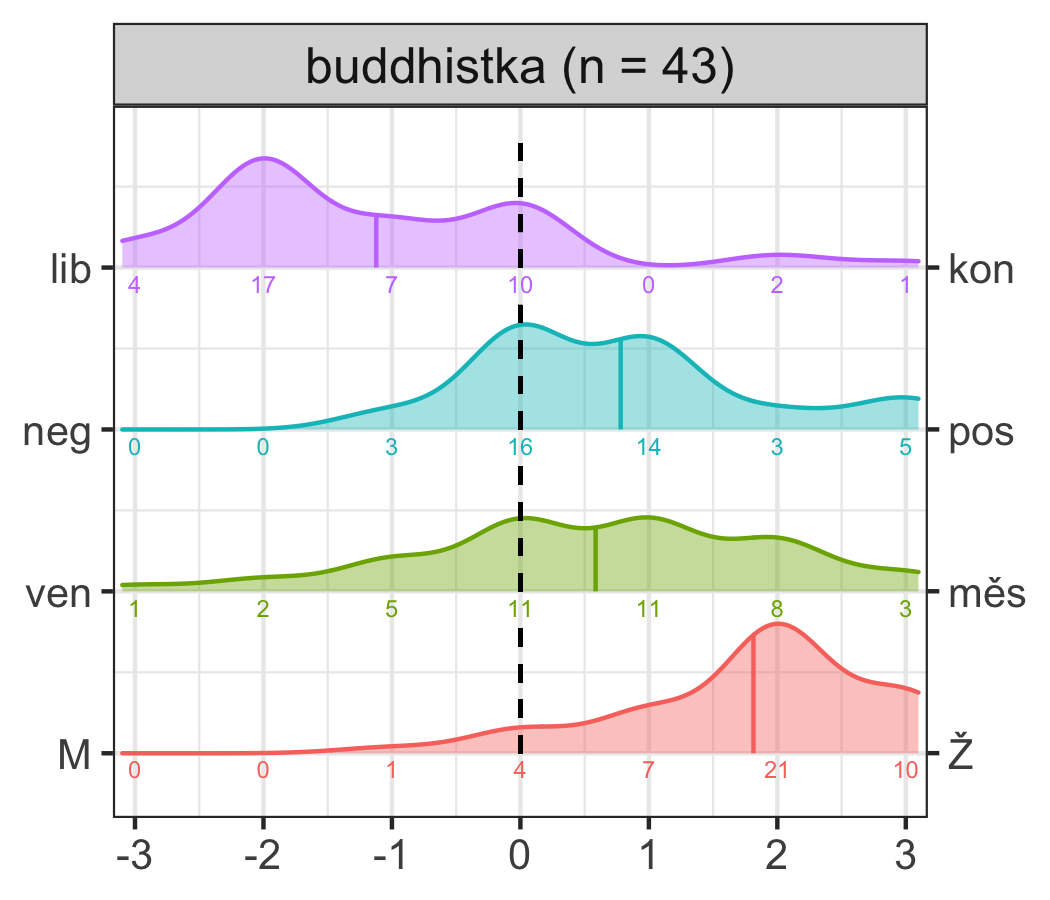 buddhistka (n = 43)
lib kon
4 17 7 10 0 2 1
neg pos
0 0 3 16 14 3 5
ven měs
1 2 5 11 11 8 3
M Ž
0 0 1 4 7 21 10
-3 -2 -1 0 1 2 3